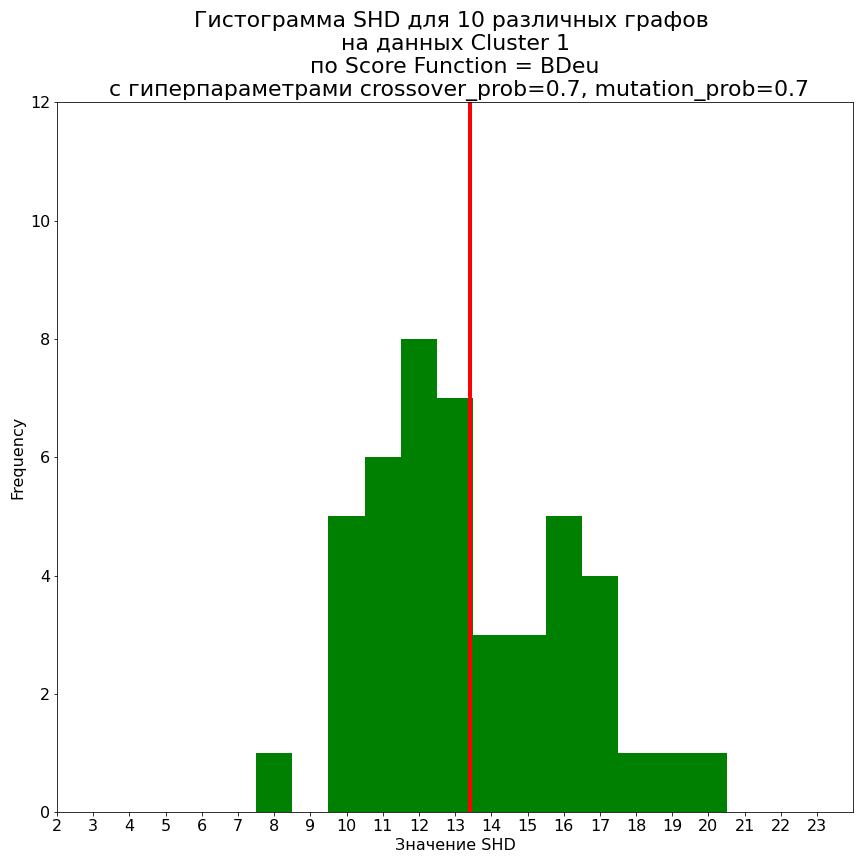 Гистограмма SHD для 10 различных графов
на данных Cluster 1
по Score Function = BDeu
с гиперпараметрами crossover_prob=0.7, mutation_prob=0.7
12
10
8
6
4
2
0
Frequency
2 3 4 5 6 7 8 9 10 11 12 13 14 15 16 17 18 19 20 21 22 23
Значение SHD